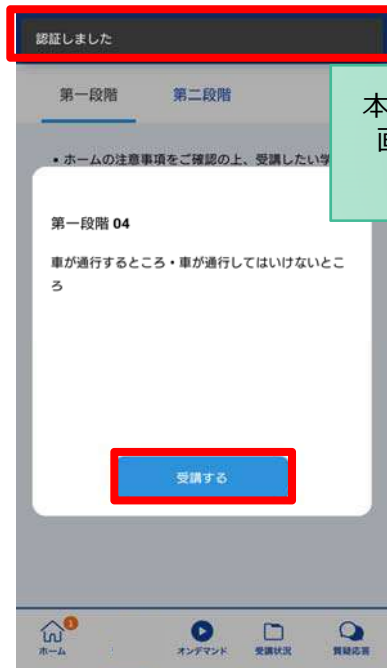 認証しました
本
画
第一段階 第二段階
・ホームの注意事項をご確認の上、受講したい学
第一段階 04
車が通行するところ・車が通行してはいけないとこ
ろ
受講する
1
ホーム オンデマンド 受講状況 質疑応答